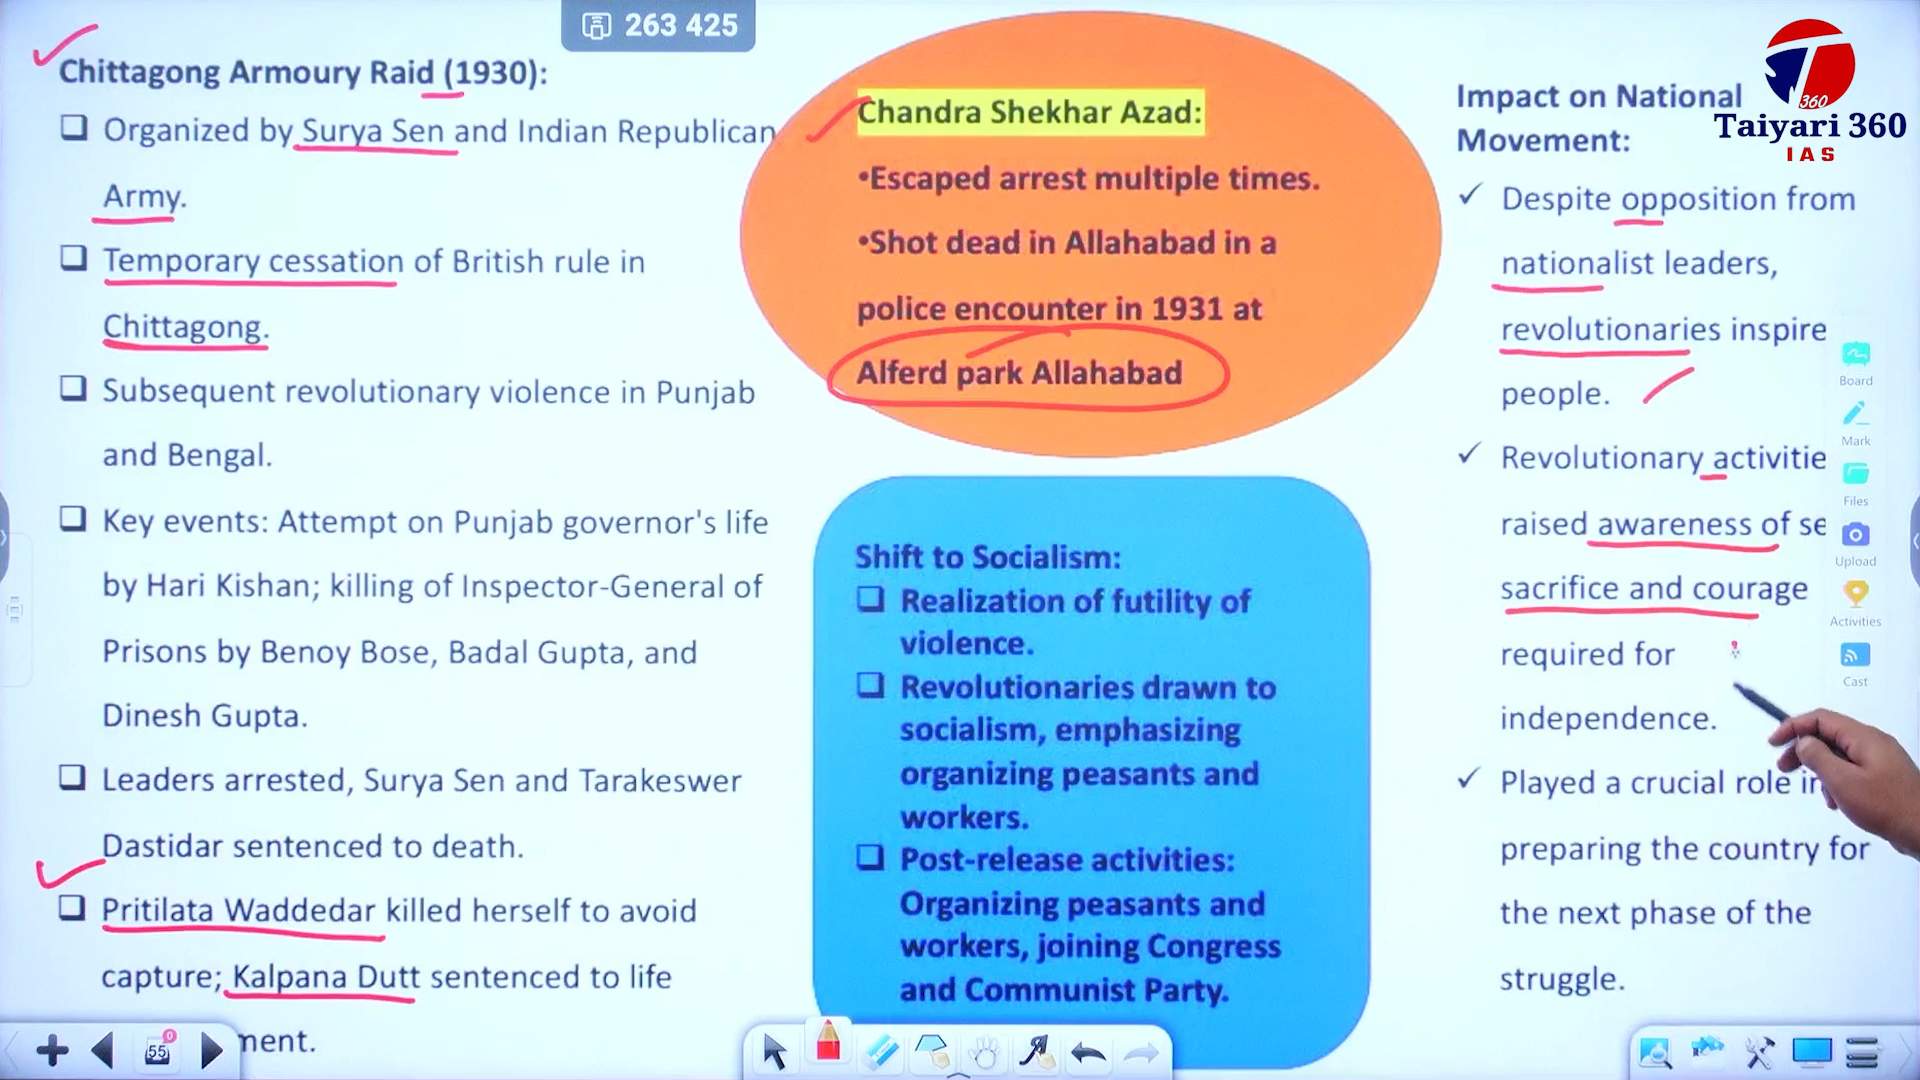 263 425
Chittagong Armoury Raid (1930):
Organized by Surya Sen and Indian Republican
Army.
Temporary cessation of British rule in
Chittagong.
Subsequent revolutionary violence in Punjab
and Bengal.
Key events: Attempt on Punjab governor's life
by Hari Kishan; killing of Inspector-General of
Prisons by Benoy Bose, Badal Gupta, and
Dinesh Gupta.
Leaders arrested, Surya Sen and Tarakeswer
Dastidar sentenced to death.
Pritilata Waddedar killed herself to avoid
capture; Kalpana Dutt sentenced to life
ment.
Chandra Shekhar Azad:
•Escaped arrest multiple times.
•Shot dead in Allahabad in a
police encounter in 1931 at
Alferd park Allahabad
Shift to Socialism:
Realization of futility of
violence.
Revolutionaries drawn to
socialism, emphasizing
organizing peasants and
workers.
Post-release activities:
Organizing peasants and
workers, joining Congress
and Communist Party.
Impact on National
Movement:
Despite opposition from
nationalist leaders,
revolutionaries inspire
people.
Revolutionary activitie
raised awareness of se
sacrifice and courage
required for
independence.
Played a crucial role in
preparing the country for
the next phase of the
struggle.
360
Taiyari 360
IAS
Board
Mark
Files
Upload
Activities
Cast
55
0